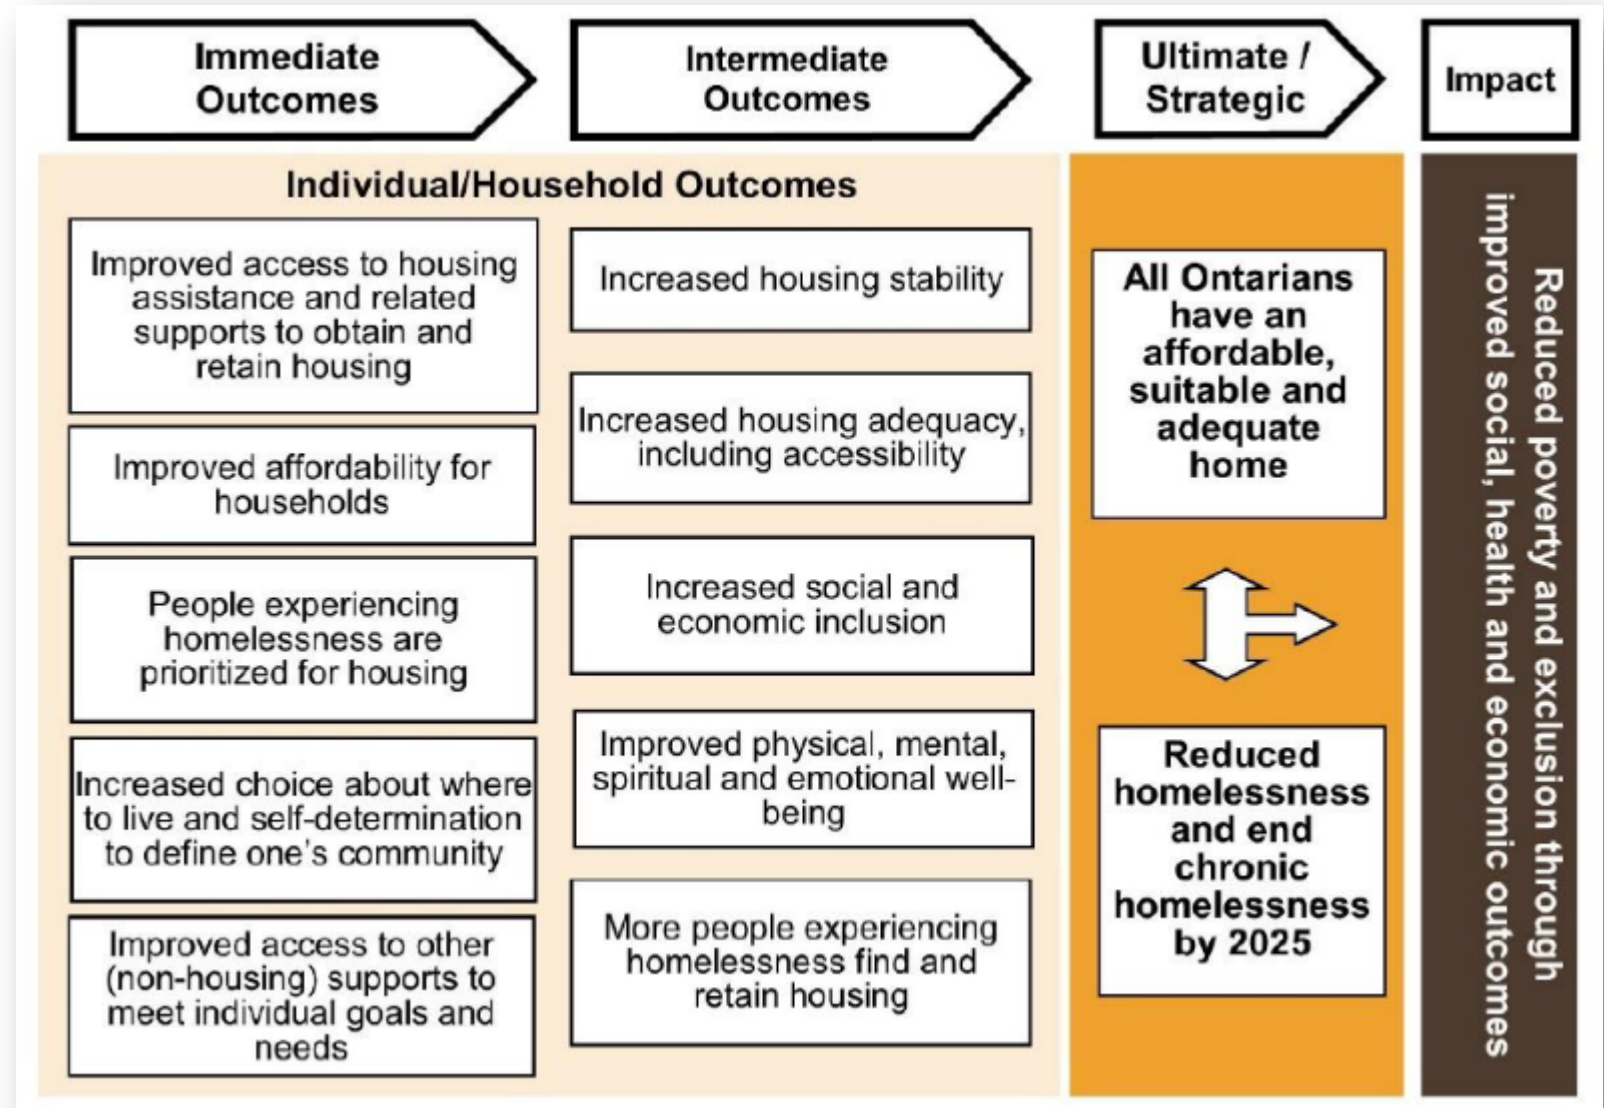 Immediate
Outcomes
Intermediate
Outcomes
Ultimate /
Strategic
Impact
Individual/Household Outcomes
Improved access to housing
assistance and related
supports to obtain and
retain housing
Improved affordability for
households
People experiencing
homelessness are
prioritized for housing
Increased choice about where
to live and self-determination
to define one's community
Improved access to other
(non-housing) supports to
meet individual goals and
needs
Increased housing stability
Increased housing adequacy,
including accessibility
Increased social and
economic inclusion
Improved physical, mental,
spiritual and emotional well-
being
More people experiencing
homelessness find and
retain housing
All Ontarians
have an
affordable,
suitable and
adequate
home
Reduced
homelessness
and end
chronic
homelessness
by 2025
Reduced poverty and exclusion through
improved social, health and economic outcomes